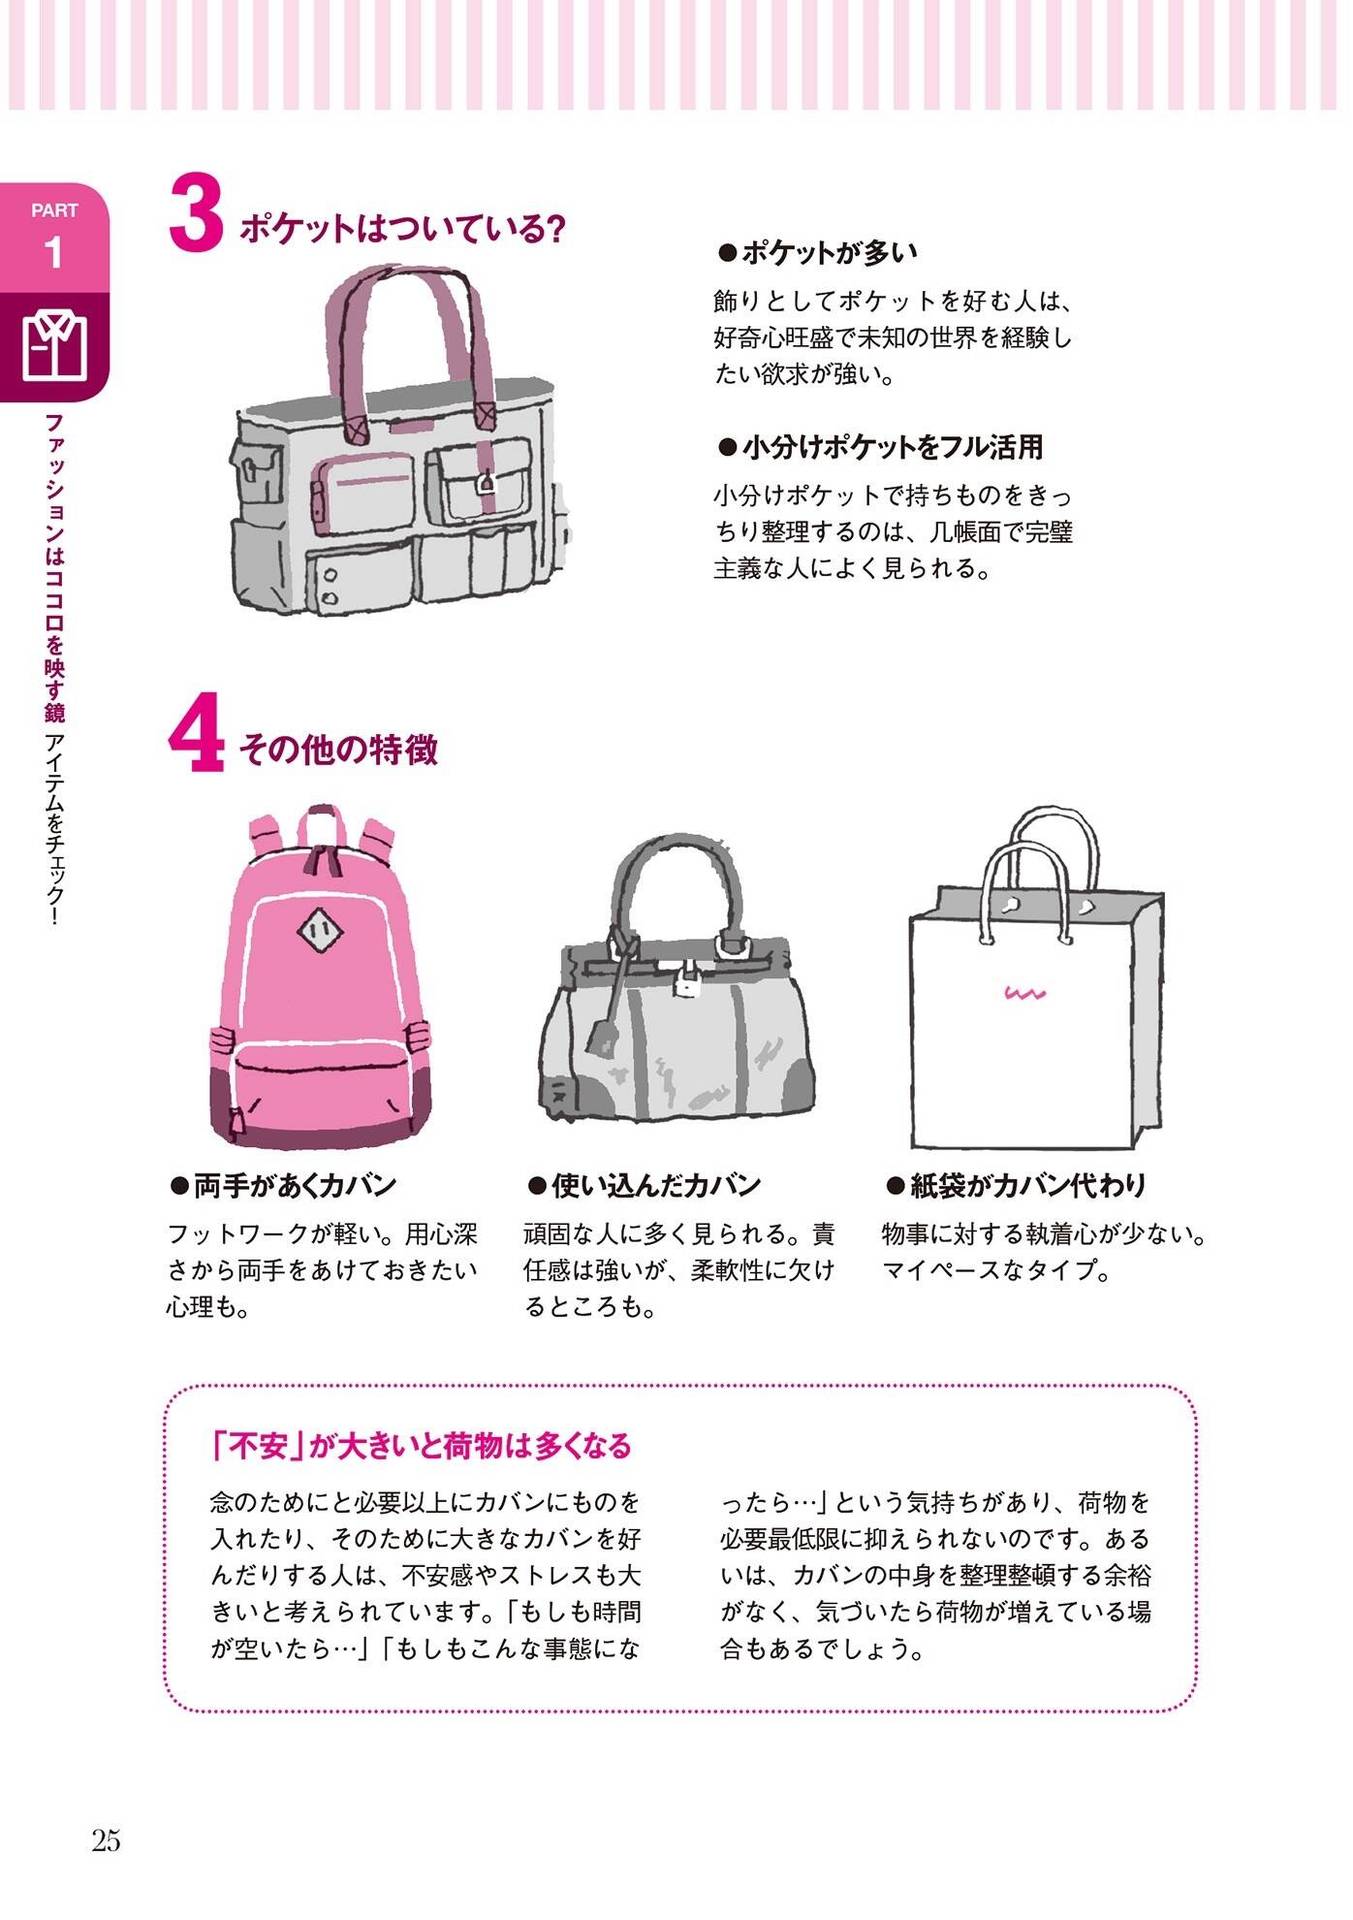 PART
1
ファッションはココロを映す鏡 アイテムをチェック！
3 ポケットはついている?
●ポケットが多い
飾りとしてポケットを好む人は、
好奇心旺盛で未知の世界を経験し
たい欲求が強い。
●小分けポケットをフル活用
小分けポケットで持ちものをきっ
ちり整理するのは、几帳面で完璧
主義な人によく見られる。
4 その他の特徴
●両手があくカバン
フットワークが軽い。用心深
さから両手をあけておきたい
心理も。
●使い込んだカバン
頑固な人に多く見られる。責
任感は強いが、柔軟性に欠け
るところも。
●紙袋がカバン代わり
物事に対する執着心が少ない。
マイペースなタイプ。
「不安」が大きいと荷物は多くなる
念のためにと必要以上にカバンにものを
入れたり、そのために大きなカバンを好
んだりする人は、不安感やストレスも大
きいと考えられています。「もしも時間
が空いたら…」「もしもこんな事態にな
ったら…」という気持ちがあり、荷物を
必要最低限に抑えられないのです。ある
いは、カバンの中身を整理整頓する余裕
がなく、気づいたら荷物が増えている場
合もあるでしょう。
25